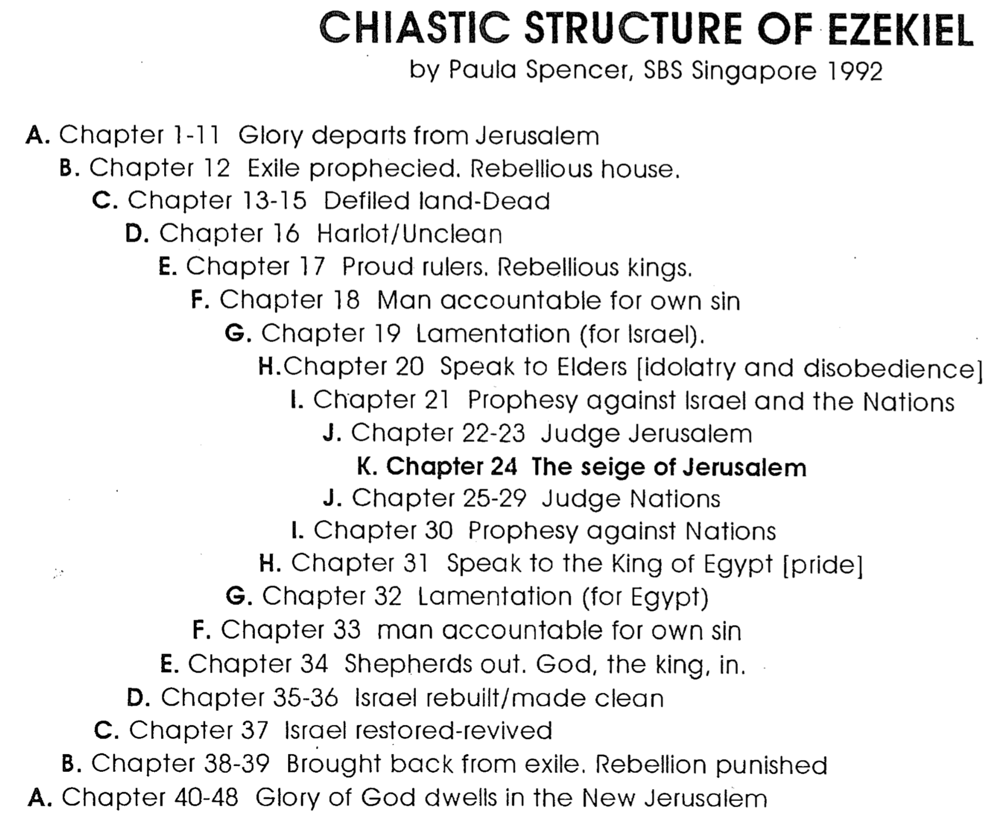 CHIASTIC STRUCTURE OF EZEKIEL
by Paula Spencer, SBS Singapore 1992
A. Chapter 1-11 Glory departs from Jerusalem
B. Chapter 12 Exile prophecied. Rebellious house.
C. Chapter 13-15 Defiled land-Dead
D. Chapter 16 Harlot/Unclean
E. Chapter 17 Proud rulers. Rebellious kings.
F. Chapter 18 Man accountable for own sin
G. Chapter 19 Lamentation (for Israel).
H.Chapter 20 Speak to Elders [idolatry and disobedience]
I. Chapter 21 Prophesy against Israel and the Nations
J. Chapter 22-23 Judge Jerusalem
K. Chapter 24 The seige of Jerusalem
J. Chapter 25-29 Judge Nations
I. Chapter 30 Prophesy against Nations
H. Chapter 31 Speak to the King of Egypt [pride]
G. Chapter 32 Lamentation (for Egypt)
F. Chapter 33 man accountable for own sin
E. Chapter 34 Shepherds out. God, the king, in.
D. Chapter 35-36 Israel rebuilt/made clean
C. Chapter 37 Israel restored-revived
B. Chapter 38-39 Brought back from exile. Rebellion punished
A. Chapter 40-48 Glory of God dwells in the New Jerusalem